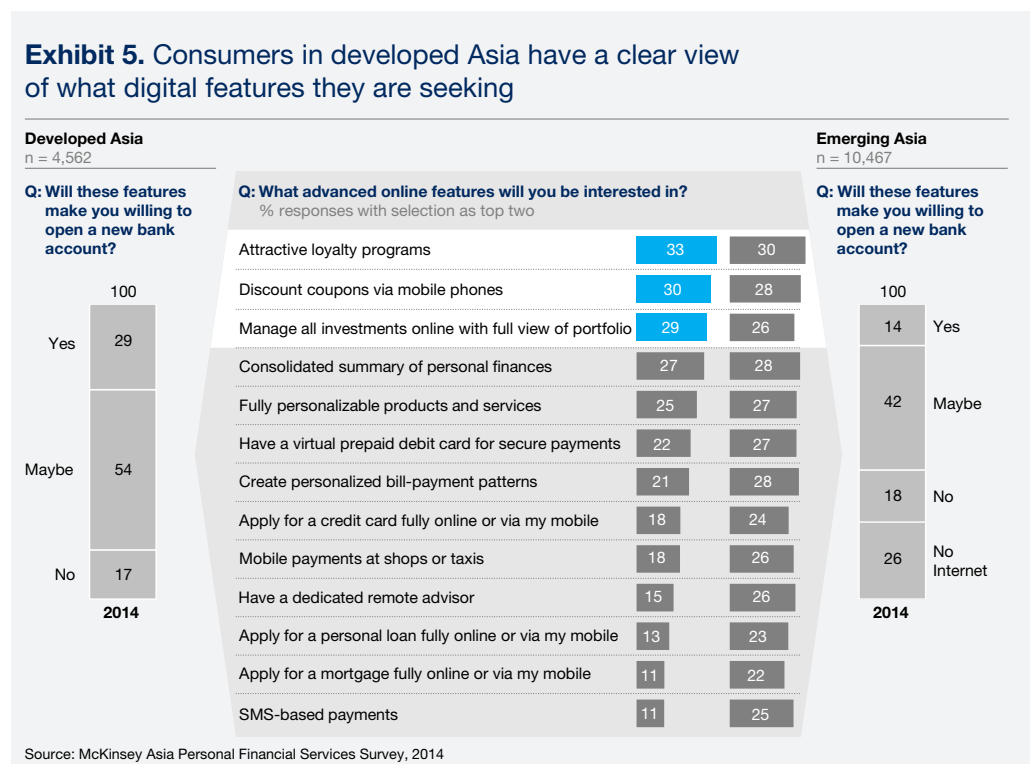 Exhibit 5. Consumers in developed Asia have a clear view
of what digital features they are seeking
Developed Asia
n = 4,562
Q: Will these features
make you willing to
open a new bank
account?
100
Yes 29
Maybe 54
No 17
2014
Q: What advanced online features will you be interested in?
% responses with selection as top two
Attractive loyalty programs 33 30
Discount coupons via mobile phones 30 28
Manage all investments online with full view of portfolio 29 26
Consolidated summary of personal finances 27 28
Fully personalizable products and services 25 27
Have a virtual prepaid debit card for secure payments 22 27
Create personalized bill-payment patterns 21 28
Apply for a credit card fully online or via my mobile 18 24
Mobile payments at shops or taxis 18 26
Have a dedicated remote advisor 15 26
Apply for a personal loan fully online or via my mobile 13 23
Apply for a mortgage fully online or via my mobile 11 22
SMS-based payments 11 25
Emerging Asia
n = 10,467
Q: Will these features
make you willing to
open a new bank
account?
100
14 Yes
42 Maybe
18 No
26 No
Internet
2014
Source: McKinsey Asia Personal Financial Services Survey, 2014